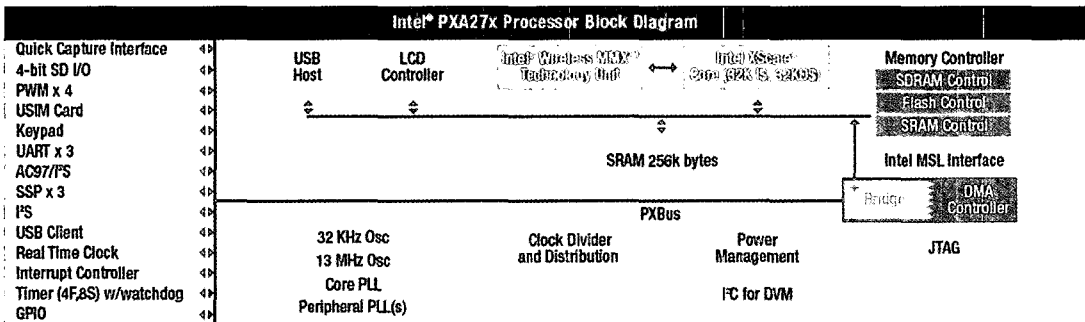 Intel® PXA27x Processor Block Diagram
Quick Capture Interface
4-bit SD I/O
PWM x 4
USIM Card
Keypad
UART x 3
AC97/I²S
SSP x 3
I²S
USB Client
Real Time Clock
Interrupt Controller
Timer (4F,8S) w/watchdog
GPIO
USB
Host
LCD
Controller
Intel® Wireless MMX™
Technology Unit
Intel XScale®
Core (32K IS, 32KDS)
Memory Controller
SDRAM Control
Flash Control
SRAM Control
SRAM 256k bytes
Intel MSL Interface
Bridge
DMA
Controller
PXBus
32 KHz Osc
13 MHz Osc
Core PLL
Peripheral PLL(s)
Clock Divider
and Distribution
Power
Management
I²C for DVM
JTAG